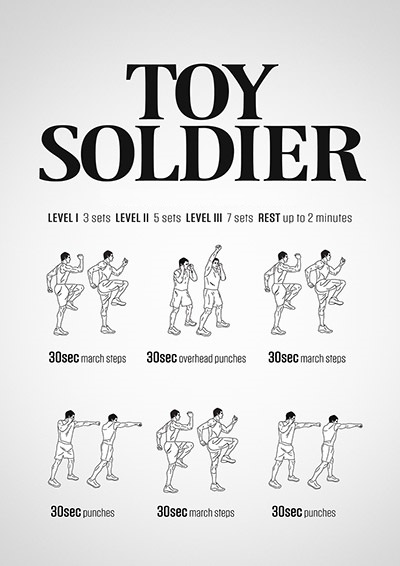 TOY
SOLDIER
LEVEL I 3 sets LEVEL II 5 sets LEVEL III 7 sets REST up to 2 minutes
30sec march steps 30sec overhead punches 30sec march steps
30sec punches 30sec march steps 30sec punches